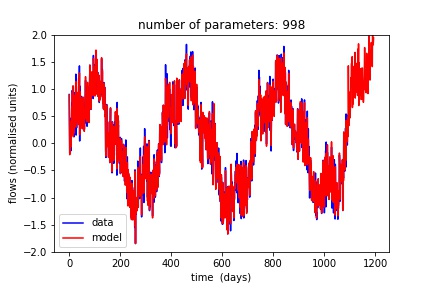 number of parameters: 998
flows (normalised units)
2.0
1.5
1.0
0.5
0.0
−0.5
−1.0
−1.5
−2.0
data
model
0 200 400 600 800 1000 1200
time (days)